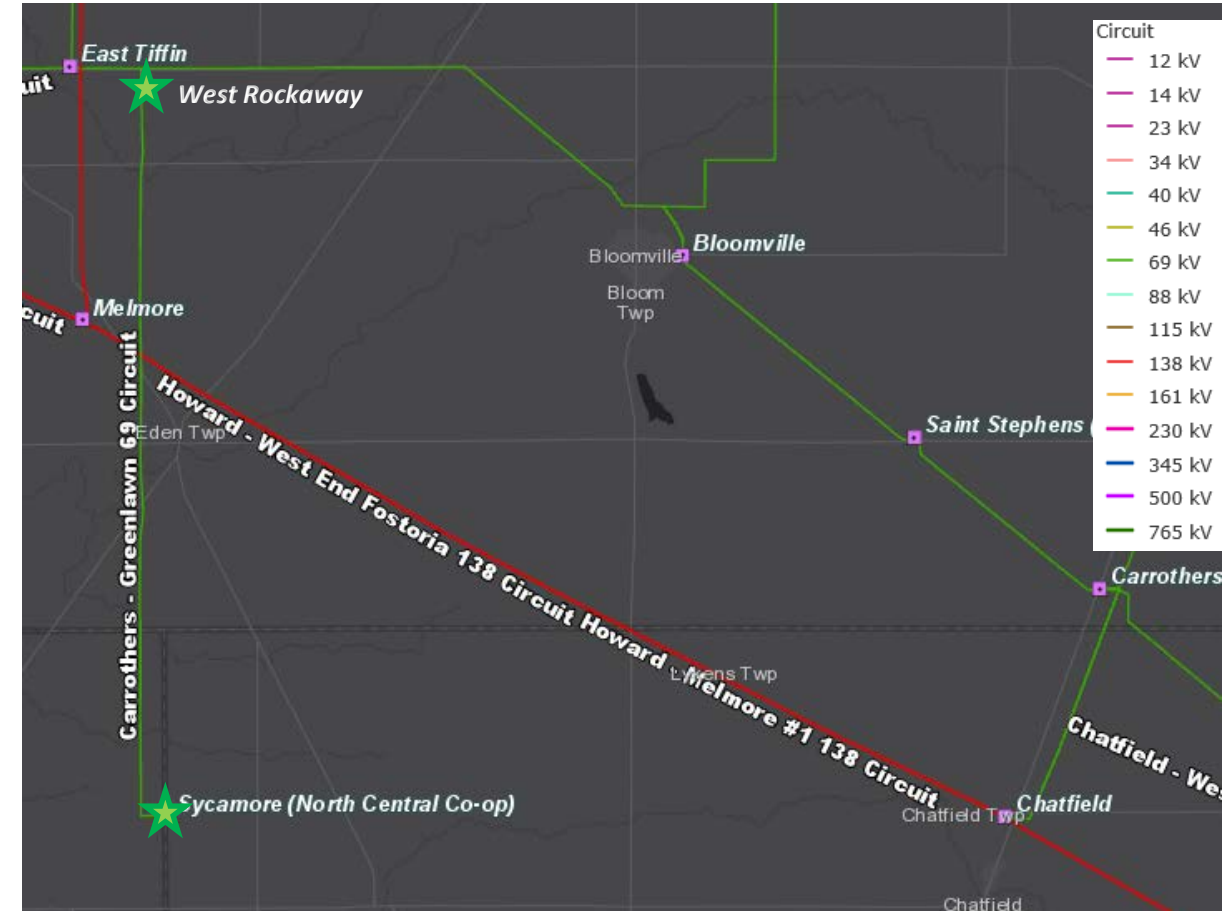 East Tiffin
uit
West Rockaway
Circuit
12 kV
14 kV
23 kV
34 kV
40 kV
46 kV
69 kV
88 kV
115 kV
138 kV
161 kV
230 kV
345 kV
500 kV
765 kV
Bloomville
Bloomville
Bloom
Twp
Melmore
cuit
Carrothers - Greenlawn 69 Circuit
Eden Twp
Howard - West End Fostoria 138 Circuit Howard - Melmore #1 138 Circuit
Saint Stephens (
Carrothers
Lykens Twp
Chatfield - Wes
Sycamore (North Central Co-op)
Chatfield
Chatfield Twp
Chatfield